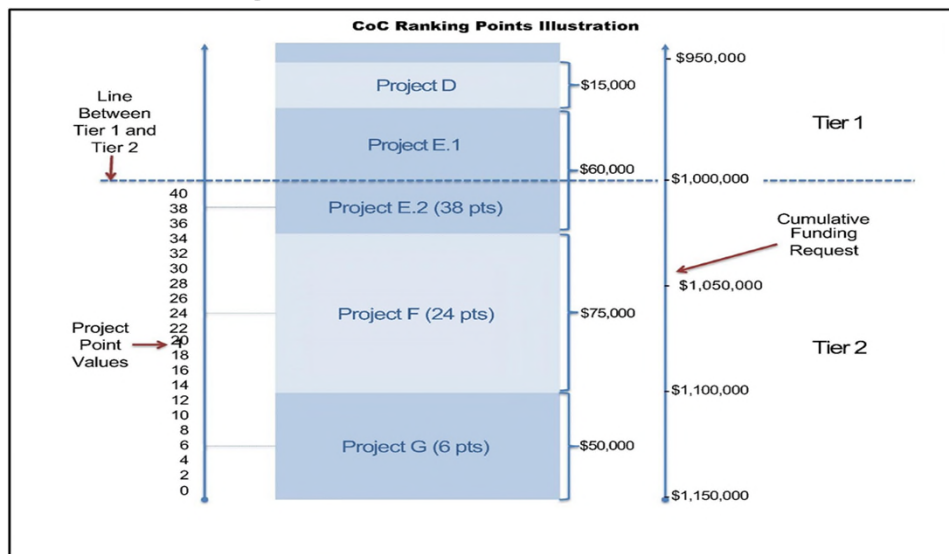 CoC Ranking Points Illustration
Line
Between
Tier 1 and
Tier 2
Project
Point
Values
40
38
36
34
32
30
28
26
24
22
20
18
16
14
12
10
8
6
4
2
0
Project D
Project E.1
Project E.2 (38 pts)
Project F (24 pts)
Project G (6 pts)
$15,000
$60,000
$75,000
$50,000
$950,000
$1,000,000
$1,050,000
$1,100,000
$1,150,000
Tier 1
Cumulative
Funding
Request
Tier 2